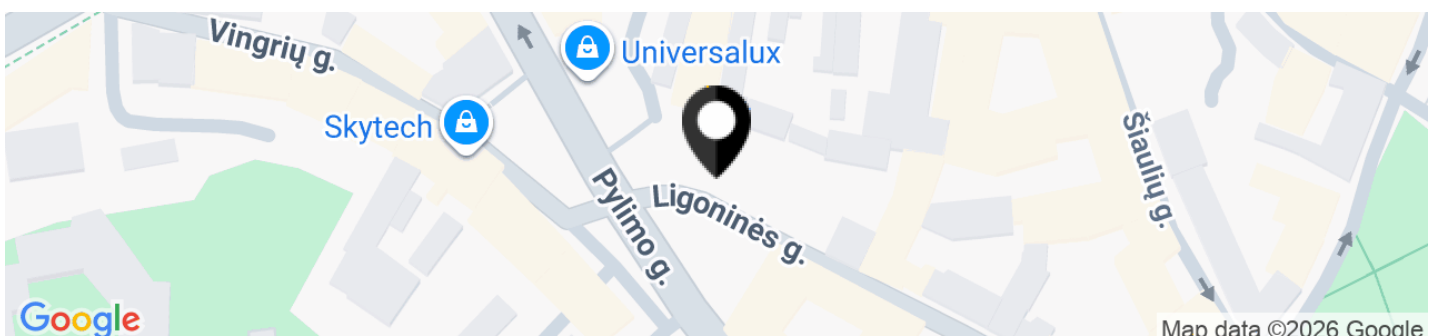 Vingrių g.
Universalux
Skytech
Šiaulių g.
Pylimo g.
Ligoninės g.
Google
Map data ©2026 Google